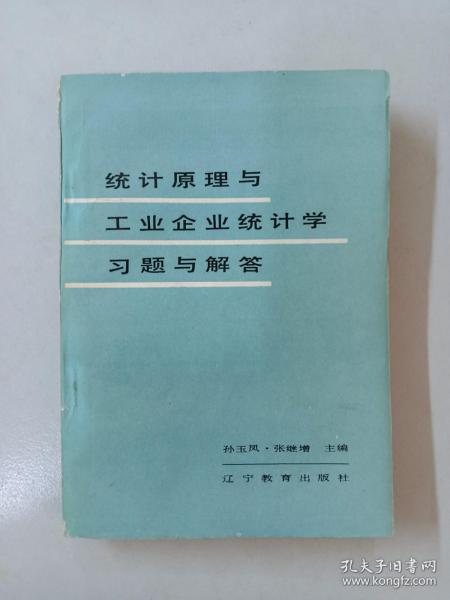 统计原理与
工业企业统计学
习题与解答
孙玉凤·张继增 主编
辽宁教育出版社
孔夫子旧书网
www.kongfz.com